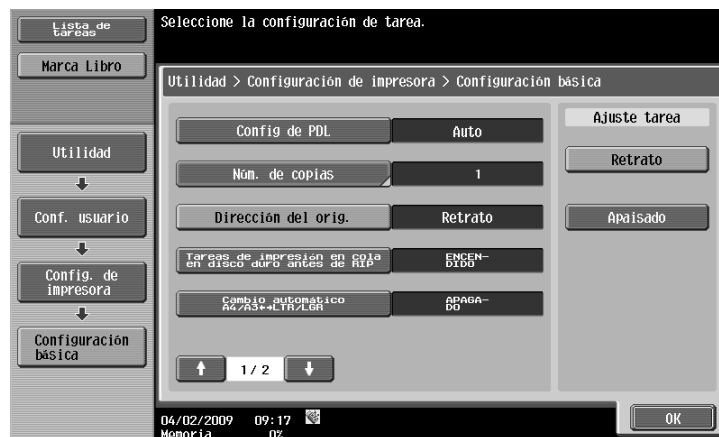 Lista de
tareas
Seleccione la configuración de tarea.
Marca Libro
Utilidad > Configuración de impresora > Configuración básica
Utilidad
Conf. usuario
Config. de
impresora
Configuración
básica
Config de PDL
Auto
Núm. de copias
1
Dirección del orig.
Retrato
Tareas de impresión en cola
en disco duro antes de RIP
ENCEN-
DIDO
Cambio automático
A4/A3↔LTR/LGR
APAGA-
DO
1/ 2
Ajuste tarea
Retrato
Apaisado
04/02/2009 09:17
Memoria 0%
OK